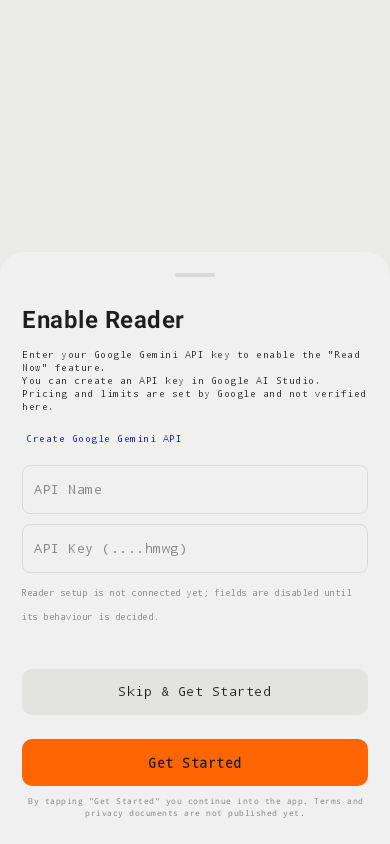 Enable Reader
Enter your Google Gemini API key to enable the "Read
Now" feature.
You can create an API key in Google AI Studio.
Pricing and limits are set by Google and not verified
here.
Create Google Gemini API
API Name
API Key (....hmwg)
Reader setup is not connected yet; fields are disabled until
its behaviour is decided.
Skip & Get Started
Get Started
By tapping "Get Started" you continue into the app. Terms and
privacy documents are not published yet.